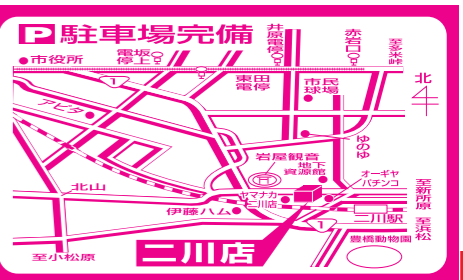 P駐車場完備
井原電停
赤岩口
至多米峠
●市役所
電坂停上
北
1
東田電停
市民球場
アピタ
ゆのゆ
岩屋観音
地下資源館
オーギヤパチンコ
至新所原
北山
ヤマナカ二川店
伊藤ハム
二川駅
至浜松
1
豊橋動物園
至小松原
二川店